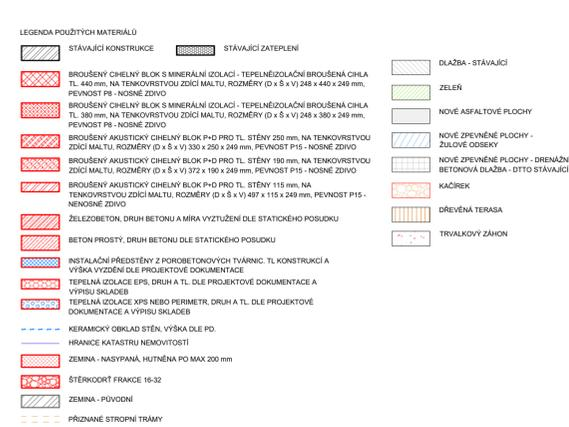 LEGENDA POUŽITÝCH MATERIÁLŮ
STÁVAJÍCÍ KONSTRUKCE
STÁVAJÍCÍ ZATEPLENÍ
BROUŠENÝ CIHELNÝ BLOK S MINERÁLNÍ IZOLACÍ - TEPELNĚIZOLAČNÍ BROUŠENÁ CIHLA
TL. 440 mm, NA TENKOVRSTVOU ZDÍCÍ MALTU, ROZMĚRY (D x Š x V) 248 x 440 x 249 mm,
PEVNOST P8 - NOSNÉ ZDIVO
BROUŠENÝ CIHELNÝ BLOK S MINERÁLNÍ IZOLACÍ - TEPELNĚIZOLAČNÍ BROUŠENÁ CIHLA
TL. 380 mm, NA TENKOVRSTVOU ZDÍCÍ MALTU, ROZMĚRY (D x Š x V) 248 x 380 x 249 mm,
PEVNOST P8 - NOSNÉ ZDIVO
BROUŠENÝ AKUSTICKÝ CIHELNÝ BLOK P+D PRO TL. STĚNY 250 mm, NA TENKOVRSTVOU
ZDÍCÍ MALTU, ROZMĚRY (D x Š x V) 330 x 250 x 249 mm, PEVNOST P15 - NOSNÉ ZDIVO
BROUŠENÝ AKUSTICKÝ CIHELNÝ BLOK P+D PRO TL. STĚNY 190 mm, NA TENKOVRSTVOU
ZDÍCÍ MALTU, ROZMĚRY (D x Š x V) 372 x 190 x 249 mm, PEVNOST P15 - NOSNÉ ZDIVO
BROUŠENÝ AKUSTICKÝ CIHELNÝ BLOK P+D PRO TL. STĚNY 115 mm, NA
TENKOVRSTVOU ZDÍCÍ MALTU, ROZMĚRY (D x Š x V) 497 x 115 x 249 mm, PEVNOST P15 -
NENOSNÉ ZDIVO
ŽELEZOBETON, DRUH BETONU A MÍRA VYZTUŽENÍ DLE STATICKÉHO POSUDKU
BETON PROSTÝ, DRUH BETONU DLE STATICKÉHO POSUDKU
INSTALAČNÍ PŘEDSTĚNY Z POROBETONOVÝCH TVÁRNIC. TL KONSTRUKCÍ A
VÝŠKA VYZDĚNÍ DLE PROJEKTOVÉ DOKUMENTACE
TEPELNÁ IZOLACE EPS, DRUH A TL. DLE PROJEKTOVÉ DOKUMENTACE A
VÝPISU SKLADEB
TEPELNÁ IZOLACE XPS NEBO PERIMETR, DRUH A TL. DLE PROJEKTOVÉ
DOKUMENTACE A VÝPISU SKLADEB
KERAMICKÝ OBKLAD STĚN, VÝŠKA DLE PD.
HRANICE KATASTRU NEMOVITOSTÍ
ZEMINA - NASYPANÁ, HUTNĚNA PO MAX 200 mm
ŠTĚRKODRŤ FRAKCE 16-32
ZEMINA - PŮVODNÍ
PŘIZNANÉ STROPNÍ TRÁMY
DLAŽBA - STÁVAJÍCÍ
ZELEŇ
NOVÉ ASFALTOVÉ PLOCHY
NOVÉ ZPEVNĚNÉ PLOCHY -
ŽULOVÉ ODSEKY
NOVÉ ZPEVNĚNÉ PLOCHY - DRENÁŽN
BETONOVÁ DLAŽBA - DTTO STÁVAJÍCÍ
KAČÍREK
DŘEVĚNÁ TERASA
TRVALKOVÝ ZÁHON